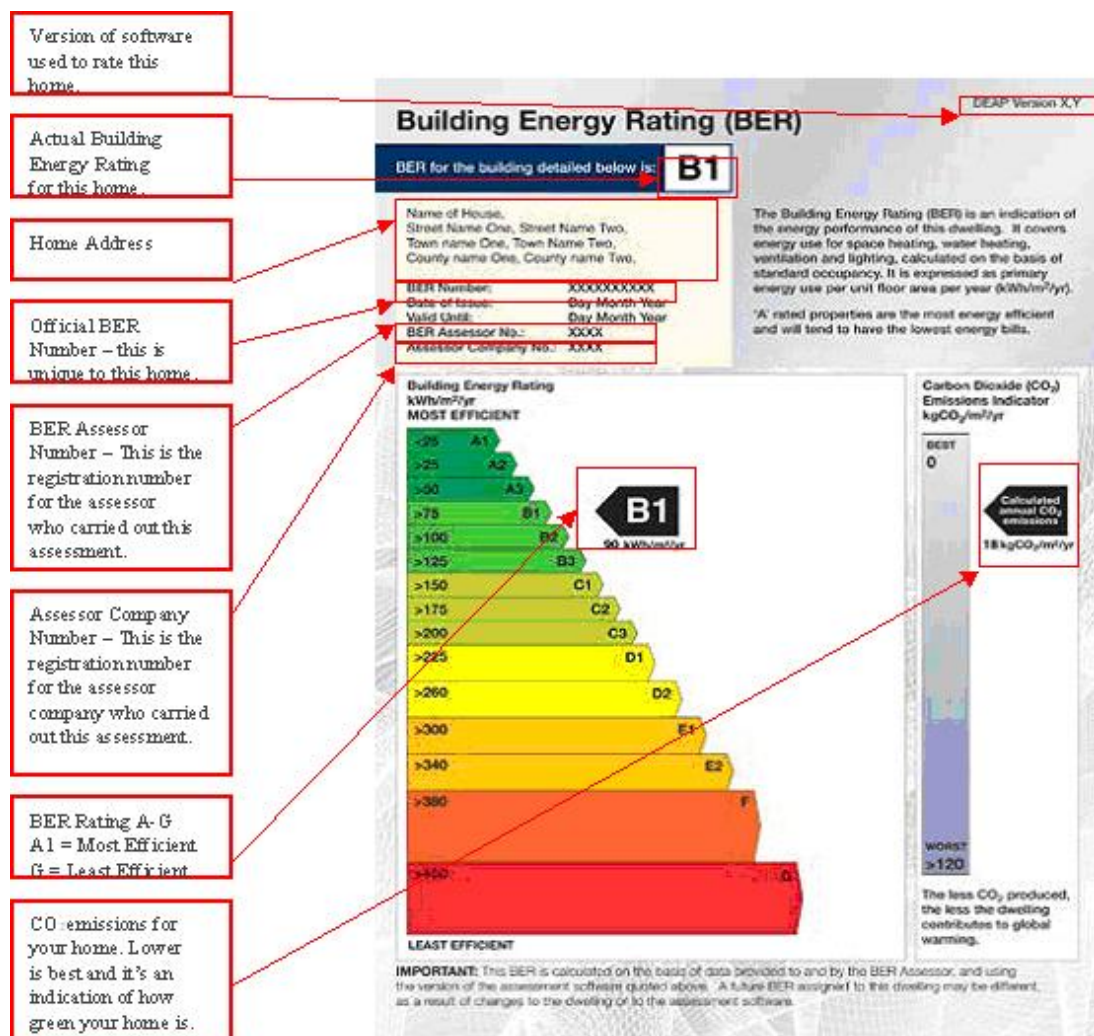 Version of software
used to rate this
home.
Actual Building
Energy Rating
for this home.
Home Address
Official BER
Number – this is
unique to this home.
BER Assessor
Number – This is the
registration number
for the assessor
who carried out this
assessment.
Assessor Company
Number – This is the
registration number
for the assessor
company who carried
out this assessment.
BER Rating A-G
A1 = Most Efficient
G = Least Efficient
CO emissions for
your home. Lower
is best and it's an
indication of how
green your home is.
DEAP Version X,Y
Building Energy Rating (BER)
BER for the building detailed below is: B1
Name of House,
Street Name One, Street Name Two,
Town name One, Town Name Two,
County name One, County name Two,
BER Number: XXXXXXXXXX
Date of Issue: Day Month Year
Valid Until: Day Month Year
BER Assessor No.: XXXX
Assessor Company No.: XXXX
The Building Energy Rating (BER) is an indication of
the energy performance of this dwelling. It covers
energy use for space heating, water heating,
ventilation and lighting, calculated on the basis of
standard occupancy. It is expressed as primary
energy use per unit floor area per year (kWh/m²/yr).
'A' rated properties are the most energy efficient
and will tend to have the lowest energy bills.
Building Energy Rating
kWh/m²/yr
MOST EFFICIENT
<25 A1
>25 A2
>50 A3
>75 B1
>100 B2
>125 B3
>150 C1
>175 C2
>200 C3
>225 D1
>260 D2
>300 E1
>340 E2
>380 F
>450 G
LEAST EFFICIENT
B1
90 kWh/m²/yr
Carbon Dioxide (CO₂)
Emissions Indicator
kgCO₂/m²/yr
BEST
0
Calculated
annual CO₂
emissions
18 kgCO₂/m²/yr
WORST
>120
The less CO₂ produced,
the less the dwelling
contributes to global
warming.
IMPORTANT: This BER is calculated on the basis of data provided to and by the BER Assessor, and using
the version of the assessment software quoted above. A future BER assigned to this dwelling may be different,
as a result of changes to the dwelling or to the assessment software.